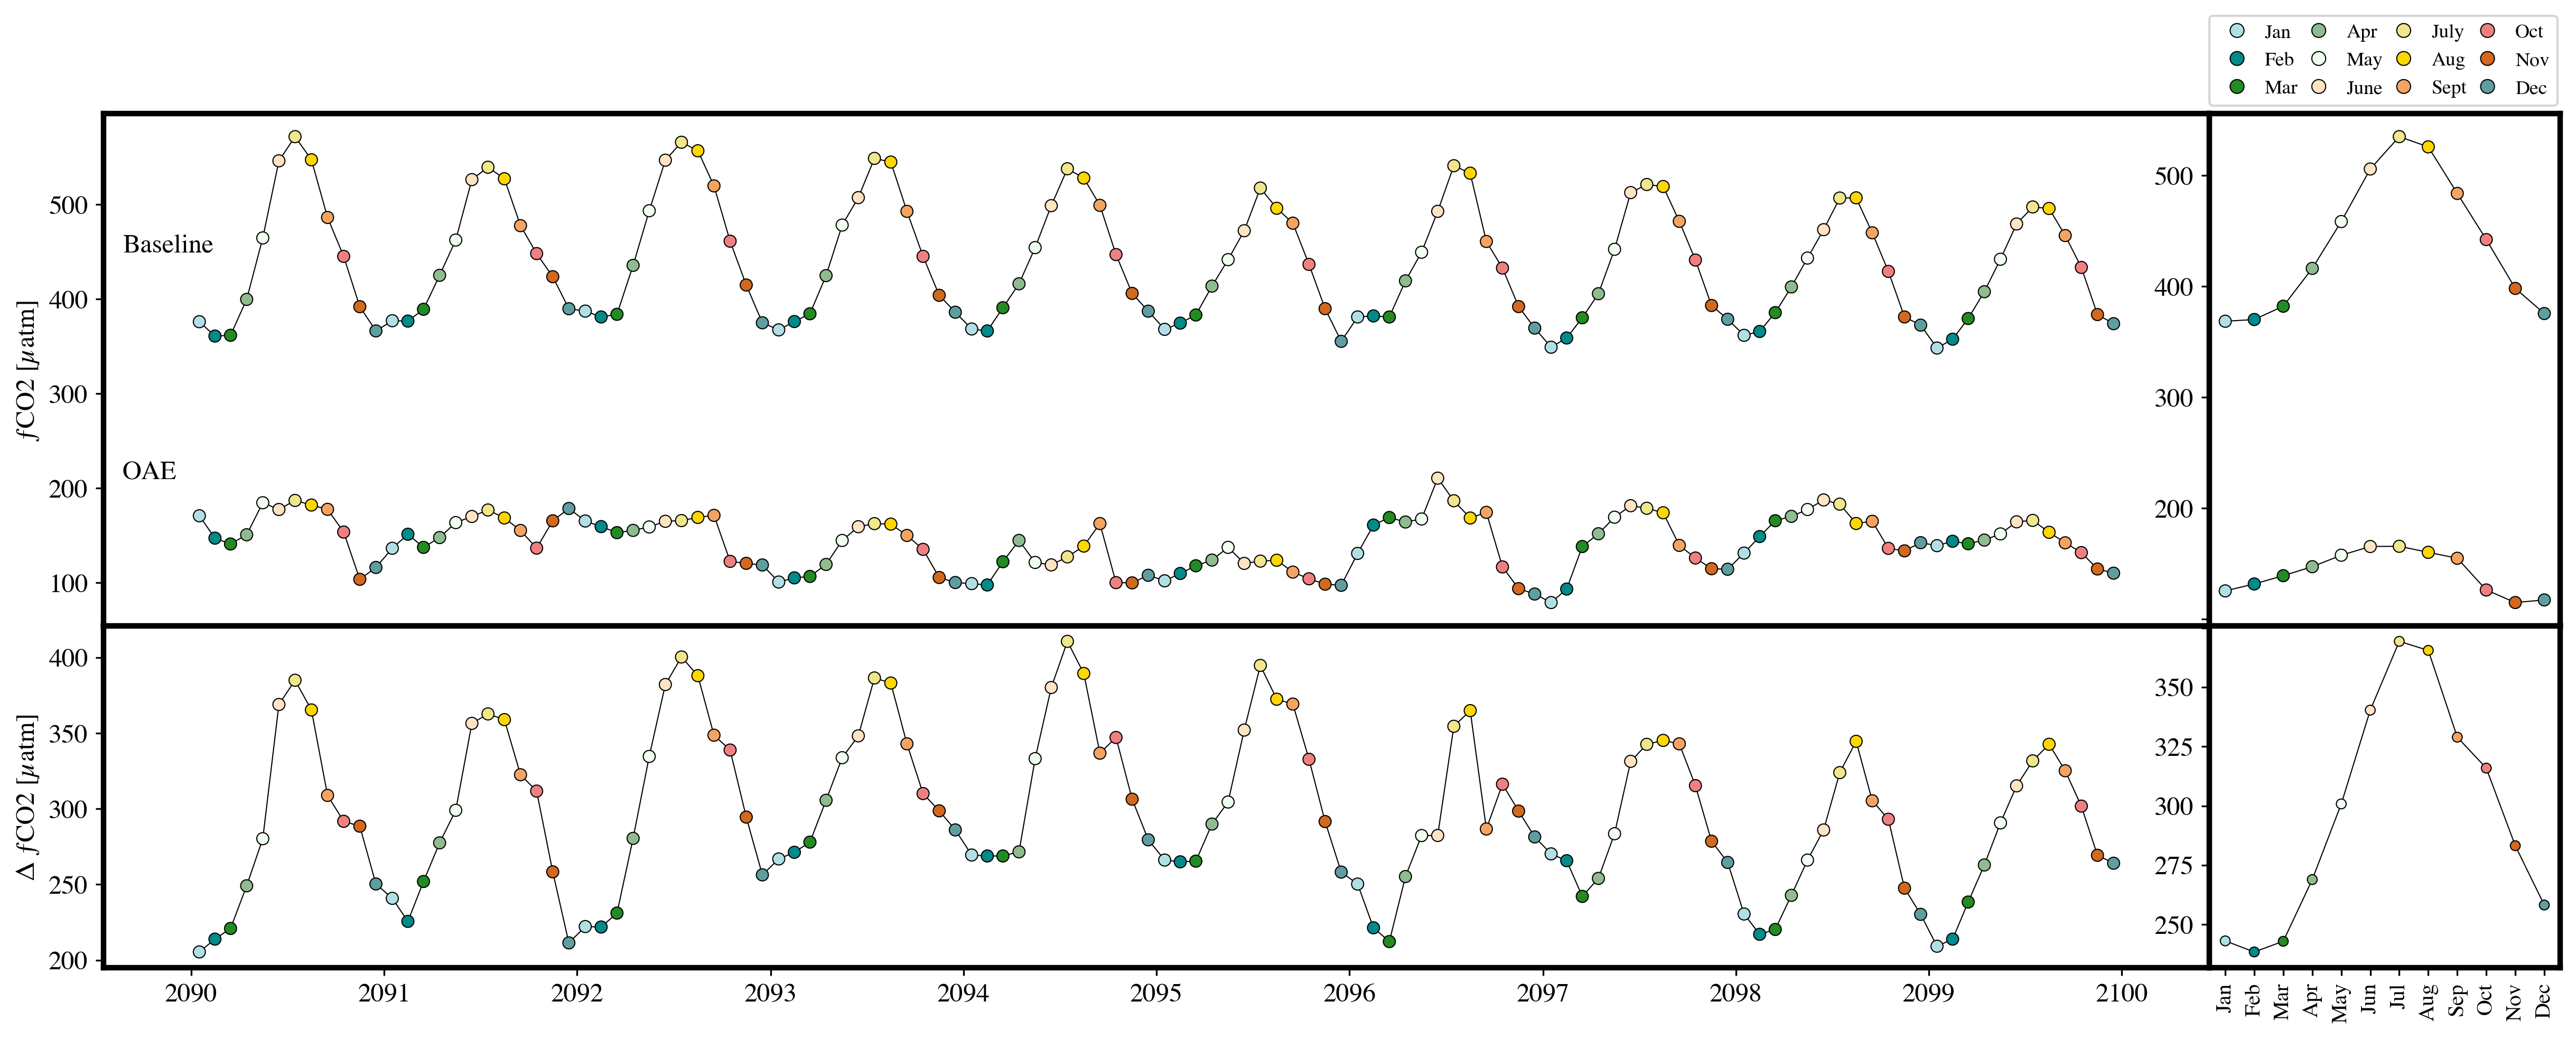 Jan Apr July Oct
Feb May Aug Nov
Mar June Sept Dec
500
400
300
200
100
fCO2 [μatm]
Baseline
OAE
500
400
300
200
400
350
300
250
200
Δ fCO2 [μatm]
350
325
300
275
250
2090 2091 2092 2093 2094 2095 2096 2097 2098 2099 2100
Jan Feb Mar Apr May Jun Jul Aug Sep Oct Nov Dec